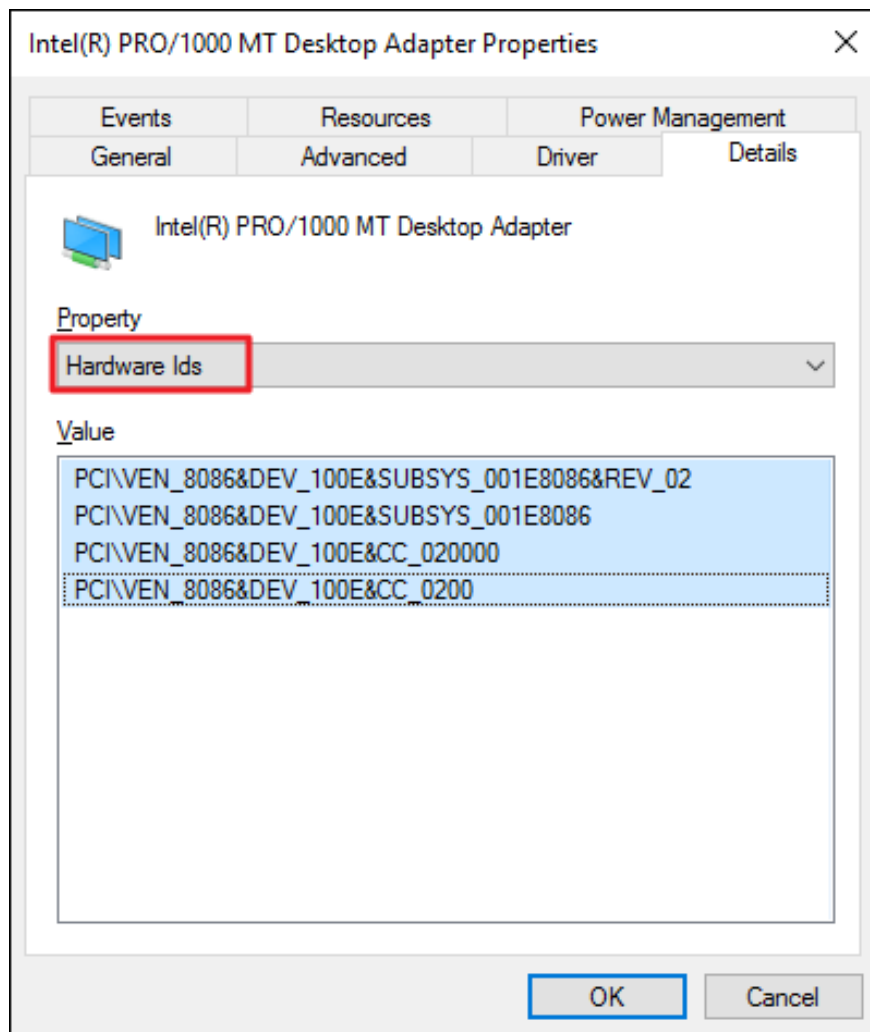 Intel(R) PRO/1000 MT Desktop Adapter Properties
Events Resources Power Management
General Advanced Driver Details
Intel(R) PRO/1000 MT Desktop Adapter
Property
Hardware Ids
Value
PCI\VEN_8086&DEV_100E&SUBSYS_001E8086&REV_02
PCI\VEN_8086&DEV_100E&SUBSYS_001E8086
PCI\VEN_8086&DEV_100E&CC_020000
PCI\VEN_8086&DEV_100E&CC_0200
OK Cancel